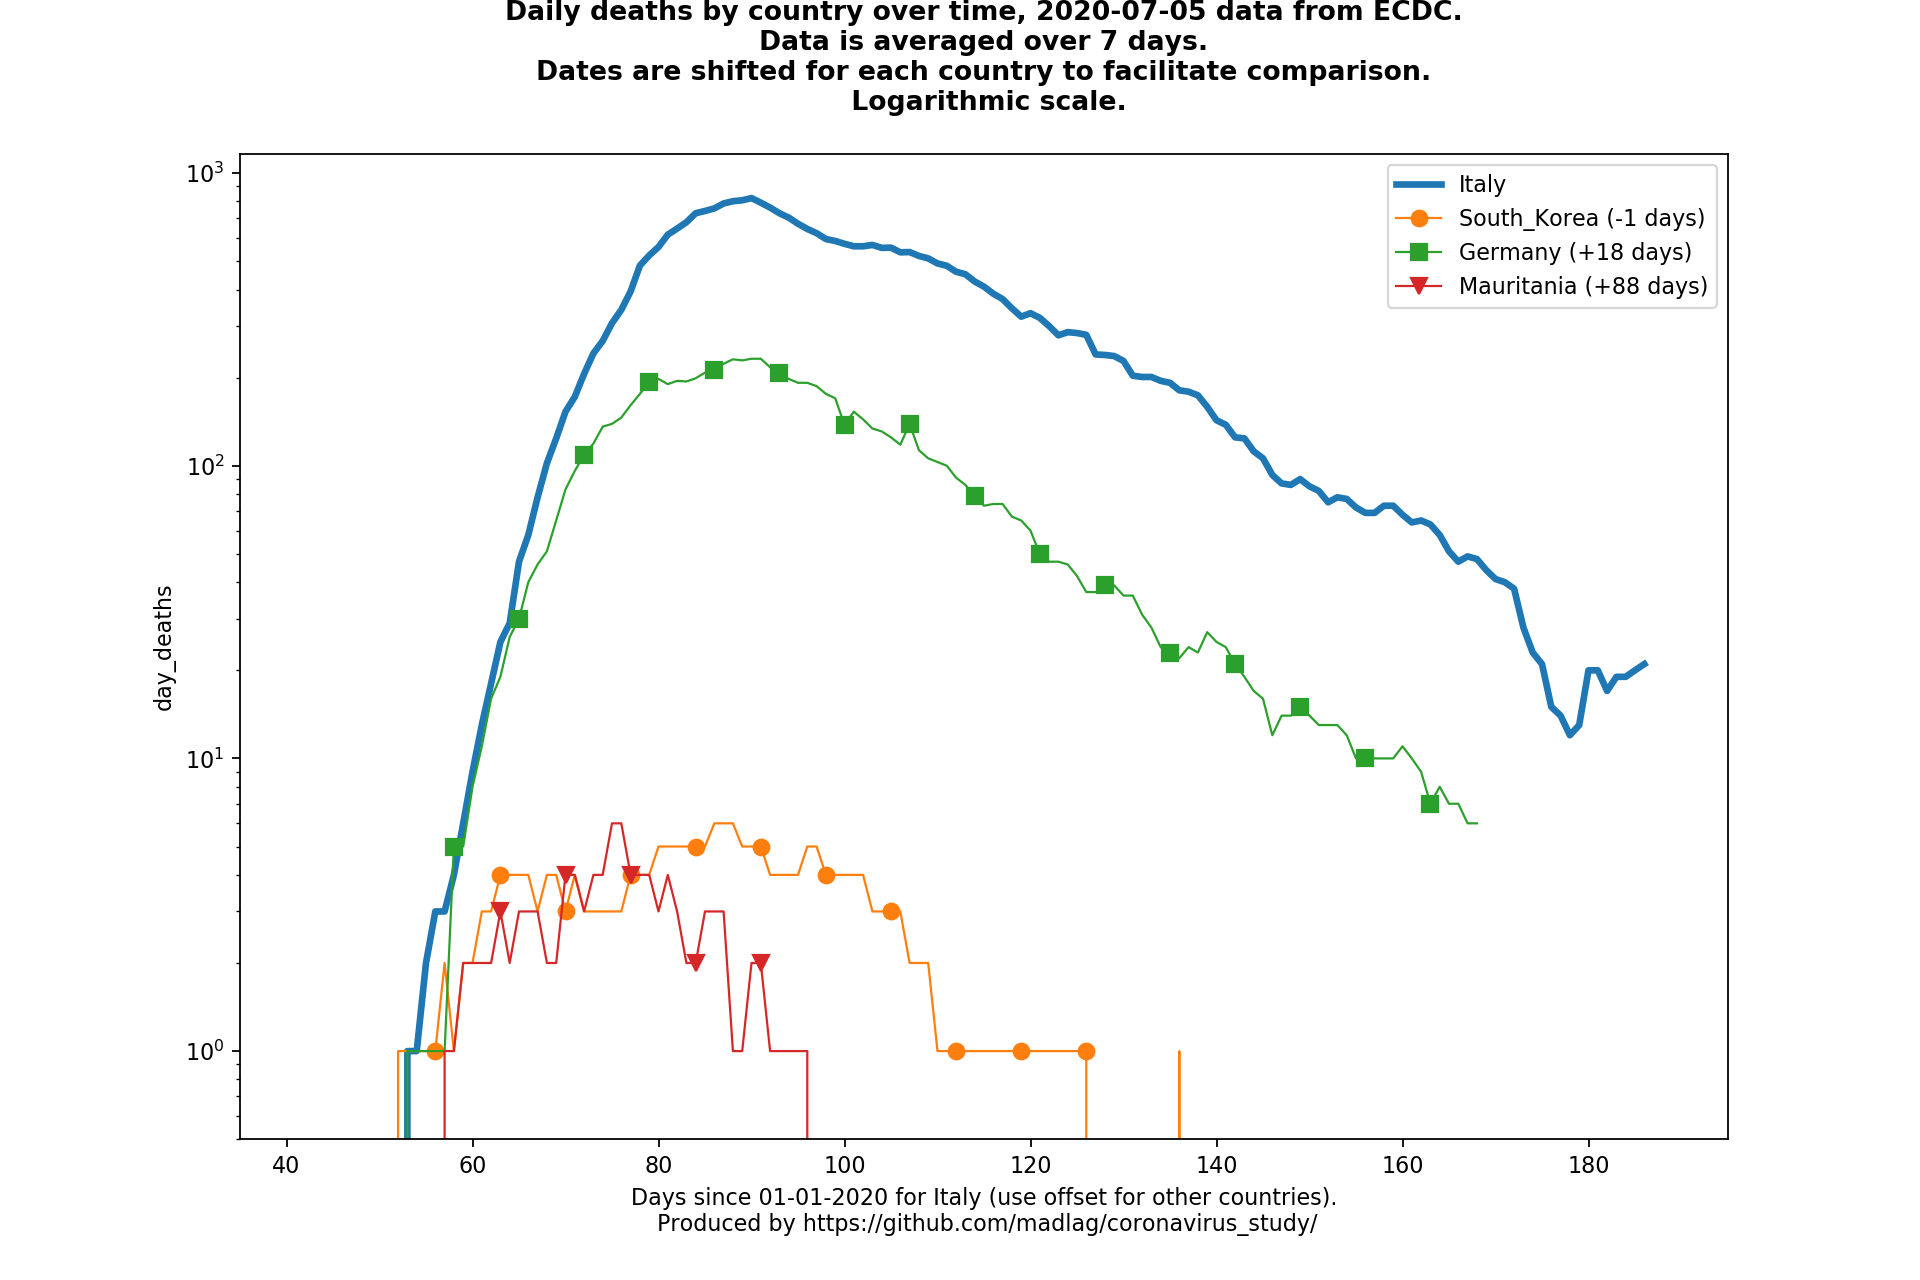 Daily deaths by country over time, 2020-07-05 data from ECDC.
Data is averaged over 7 days.
Dates are shifted for each country to facilitate comparison.
Logarithmic scale.
10³
10²
10¹
10⁰
day_deaths
Italy
South_Korea (-1 days)
Germany (+18 days)
Mauritania (+88 days)
40 60 80 100 120 140 160 180
Days since 01-01-2020 for Italy (use offset for other countries).
Produced by https://github.com/madlag/coronavirus_study/